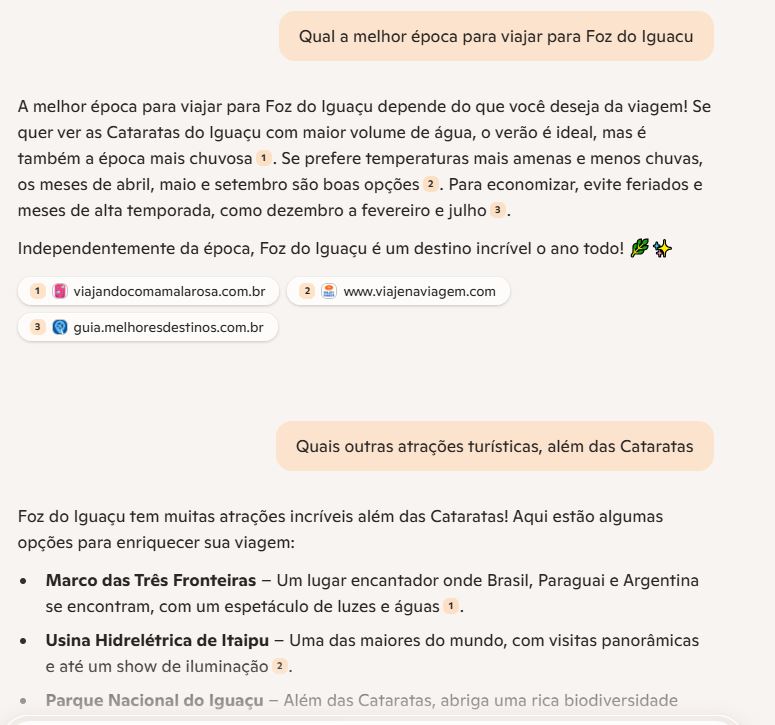 Qual a melhor época para viajar para Foz do Iguacu
A melhor época para viajar para Foz do Iguaçu depende do que você deseja da viagem! Se
quer ver as Cataratas do Iguaçu com maior volume de água, o verão é ideal, mas é
também a época mais chuvosa 1. Se prefere temperaturas mais amenas e menos chuvas,
os meses de abril, maio e setembro são boas opções 2. Para economizar, evite feriados e
meses de alta temporada, como dezembro a fevereiro e julho 3.
Independentemente da época, Foz do Iguaçu é um destino incrível o ano todo! 🌿✨
1 viajandocomamalarosa.com.br
2 www.viajenaviagem.com
3 guia.melhoresdestinos.com.br
Quais outras atrações turísticas, além das Cataratas
Foz do Iguaçu tem muitas atrações incríveis além das Cataratas! Aqui estão algumas
opções para enriquecer sua viagem:
• Marco das Três Fronteiras – Um lugar encantador onde Brasil, Paraguai e Argentina
se encontram, com um espetáculo de luzes e águas 1.
• Usina Hidrelétrica de Itaipu – Uma das maiores do mundo, com visitas panorâmicas
e até um show de iluminação 2.
• Parque Nacional do Iguaçu – Além das Cataratas, abriga uma rica biodiversidade